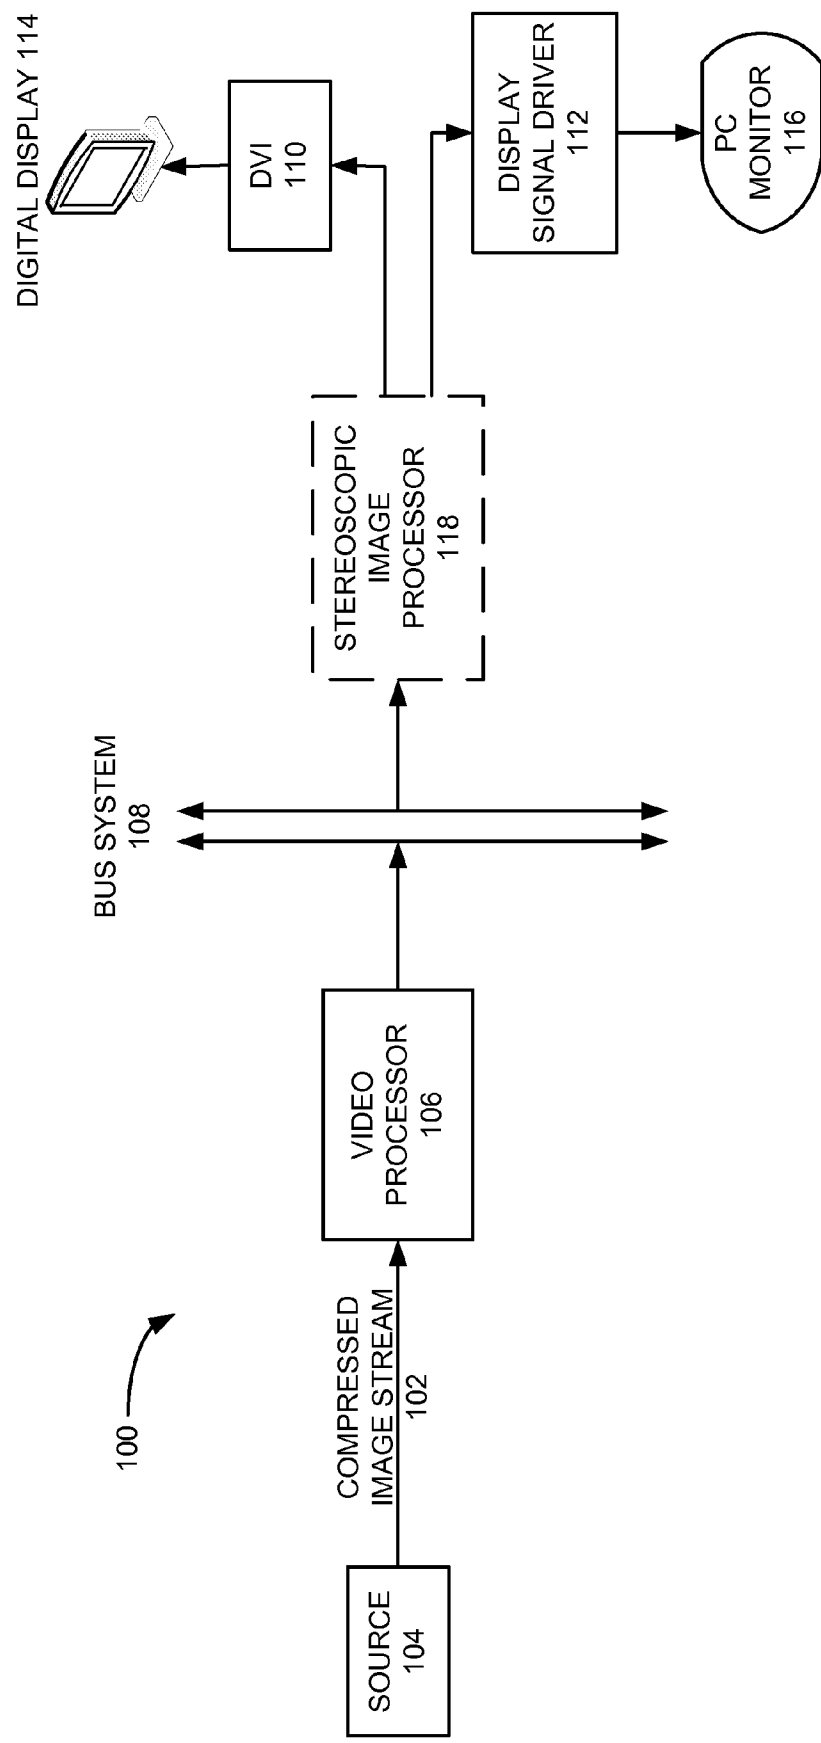 100
SOURCE
104
COMPRESSED
IMAGE STREAM
102
VIDEO
PROCESSOR
106
BUS SYSTEM
108
STEREOSCOPIC
IMAGE
PROCESSOR
118
DVI
110
DIGITAL DISPLAY 114
DISPLAY
SIGNAL DRIVER
112
PC
MONITOR
116